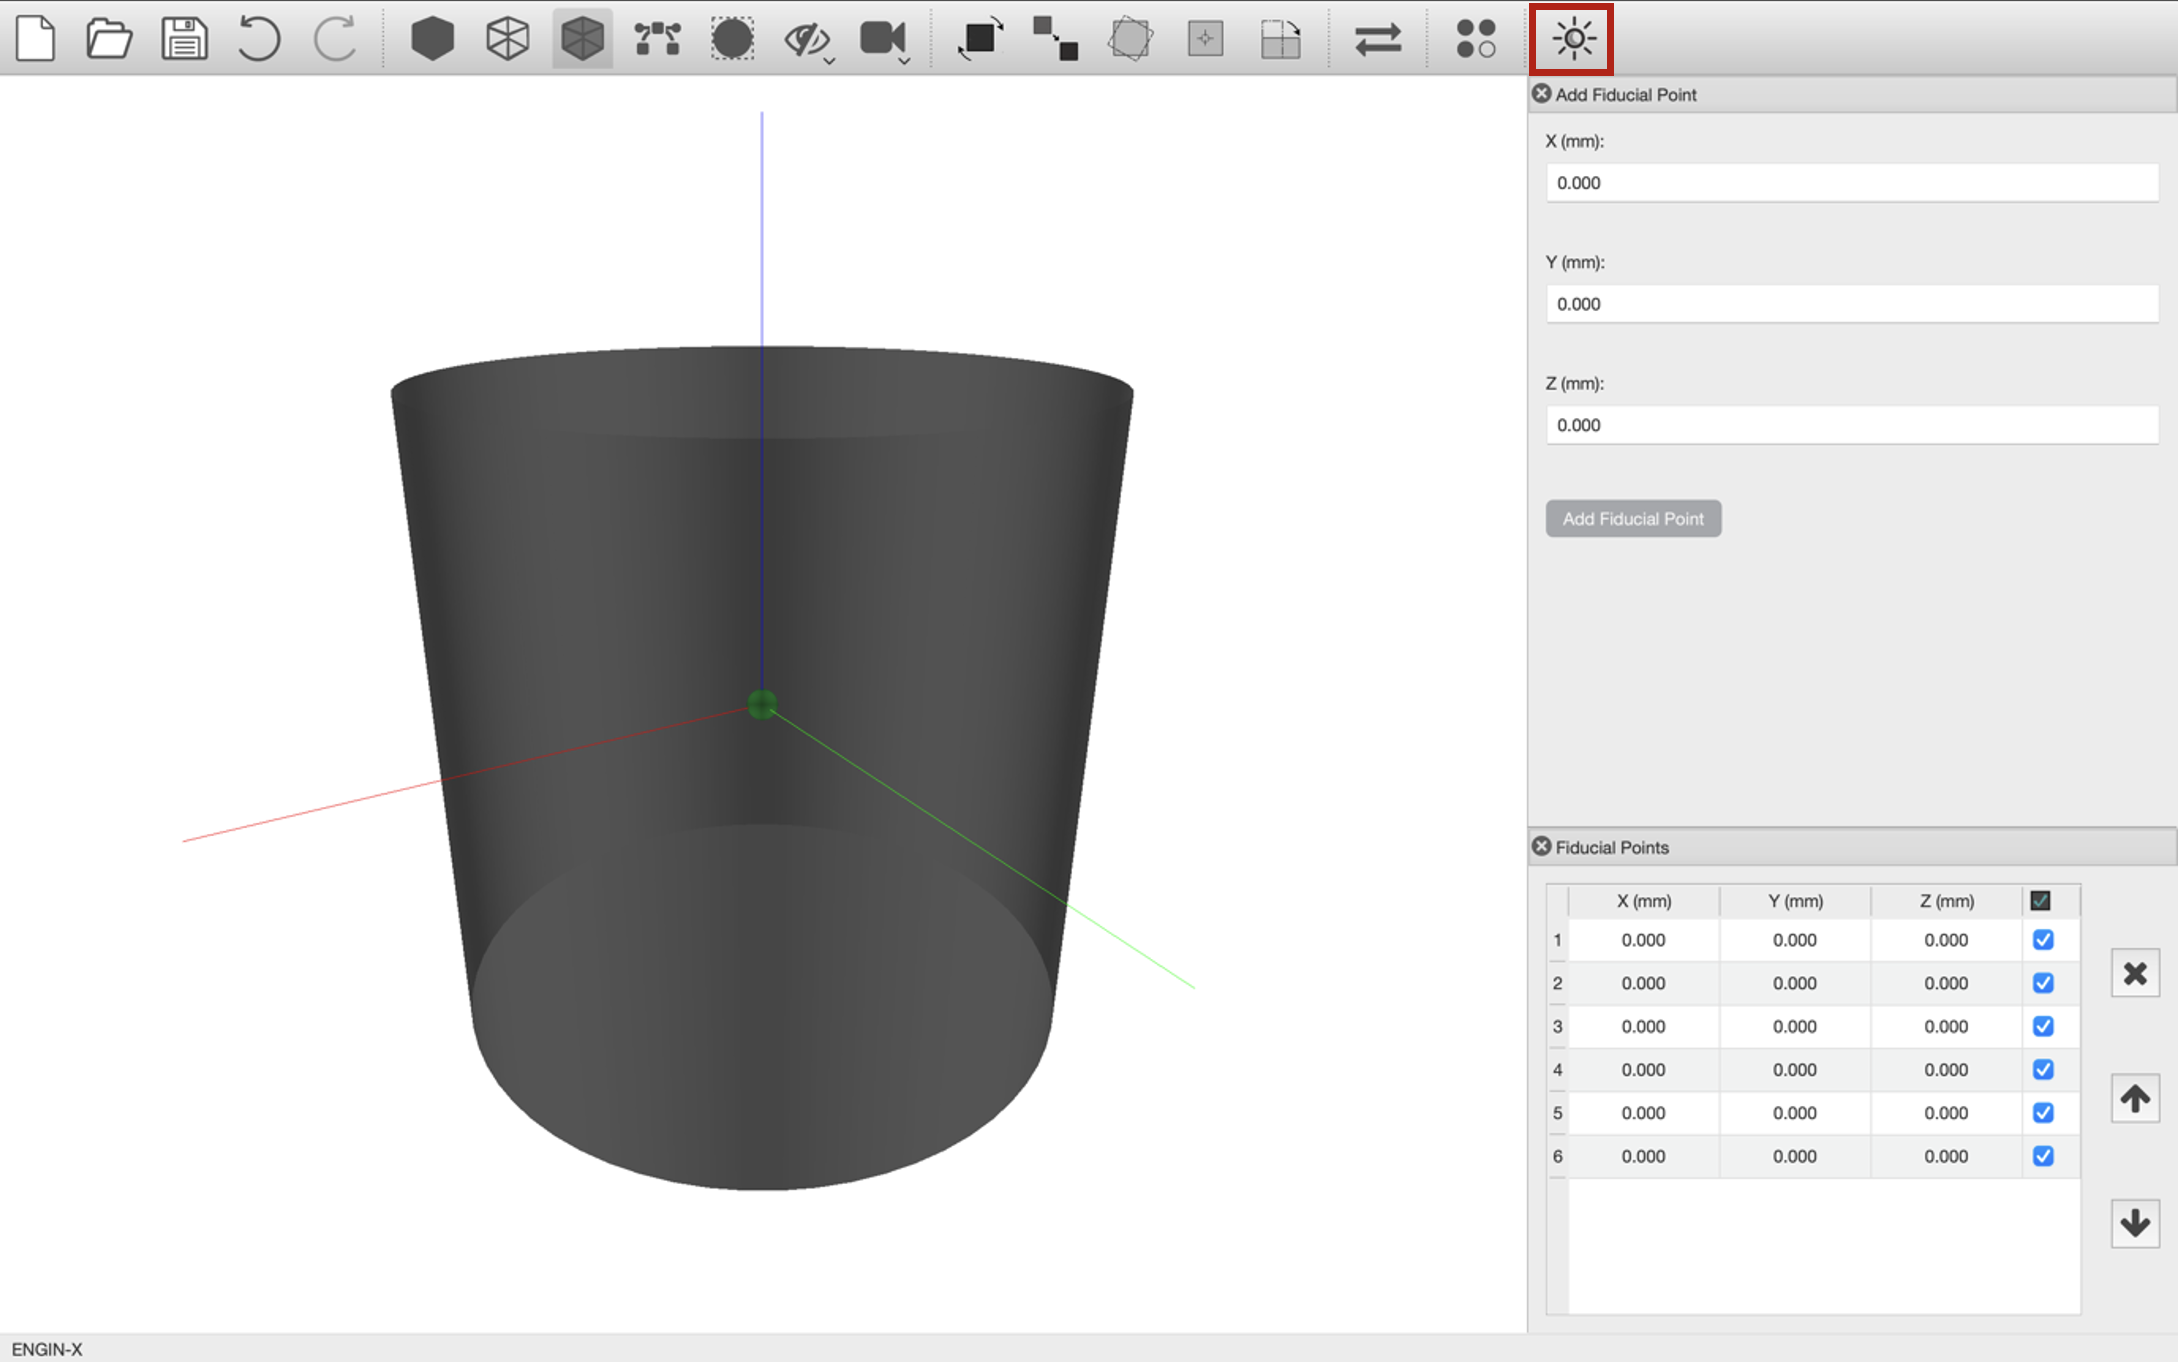 Add Fiducial Point
X (mm):
0.000
Y (mm):
0.000
Z (mm):
0.000
Add Fiducial Point
Fiducial Points
X (mm) Y (mm) Z (mm)
1 0.000 0.000 0.000
2 0.000 0.000 0.000
3 0.000 0.000 0.000
4 0.000 0.000 0.000
5 0.000 0.000 0.000
6 0.000 0.000 0.000
ENGIN-X